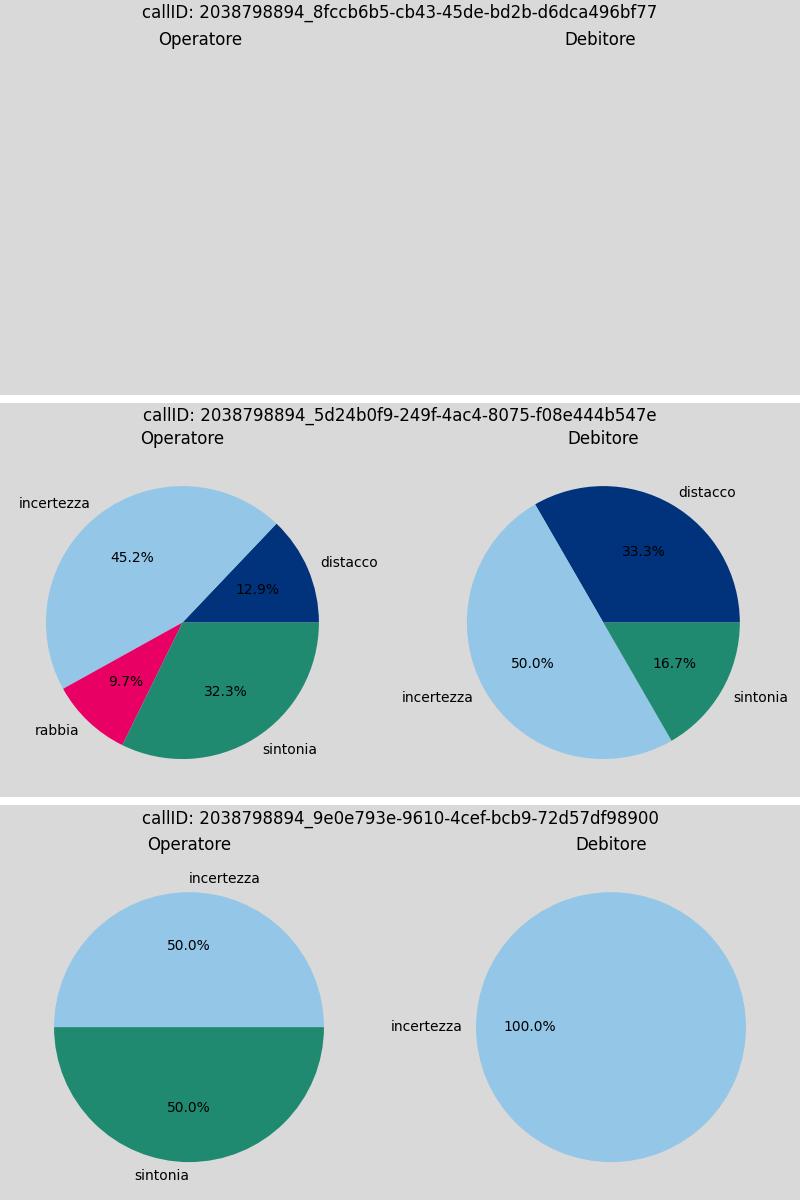 callID: 2038798894_8fccb6b5-cb43-45de-bd2b-d6dca496bf77
Operatore
Debitore
callID: 2038798894_5d24b0f9-249f-4ac4-8075-f08e444b547e
Operatore
Debitore
incertezza
45.2%
distacco
12.9%
9.7%
rabbia
32.3%
sintonia
distacco
33.3%
50.0%
incertezza
16.7%
sintonia
callID: 2038798894_9e0e793e-9610-4cef-bcb9-72d57df98900
Operatore
Debitore
incertezza
50.0%
50.0%
sintonia
incertezza
100.0%